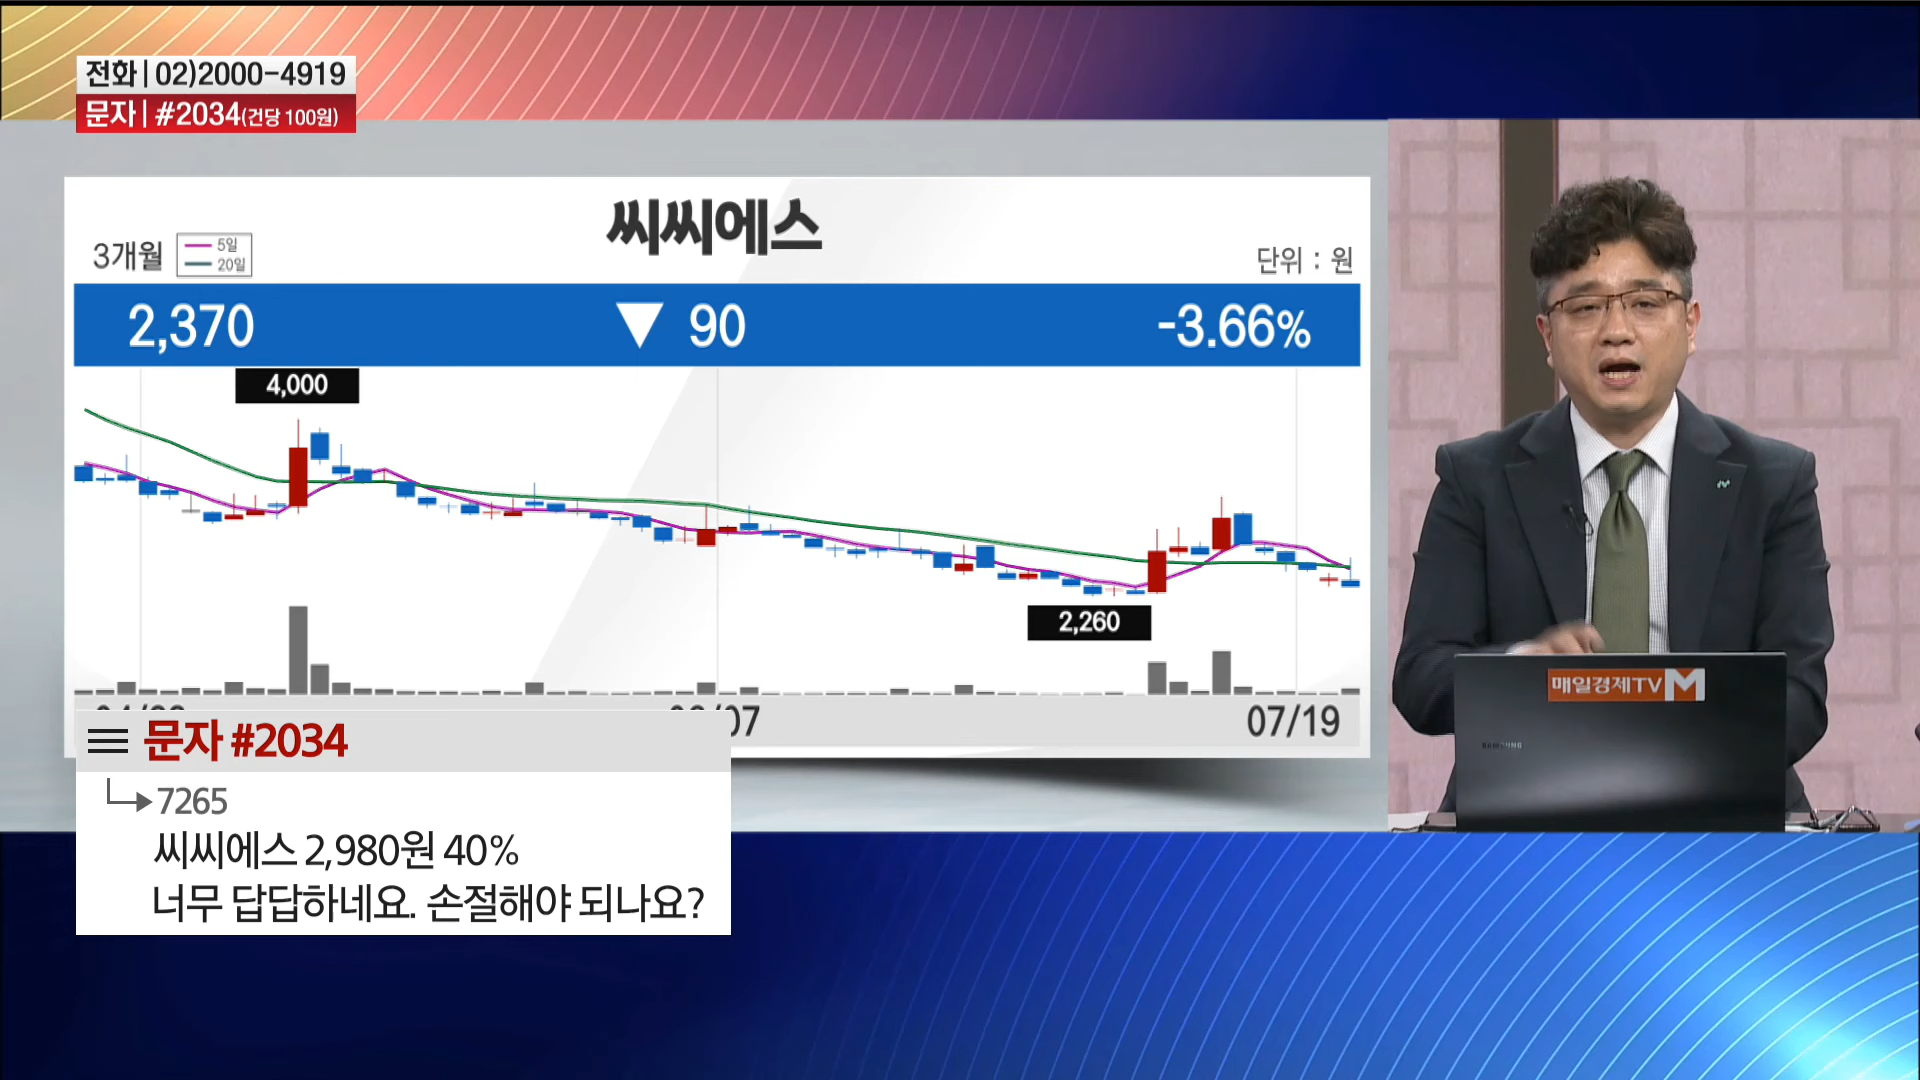 전화 | 02)2000-4919
문자 | #2034(건당 100원)
씨씨에스
3개월
5일
20일
단위 : 원
2,370 ▼ 90 -3.66%
4,000
2,260
07/19
문자 #2034
7265
씨씨에스 2,980원 40%
너무 답답하네요. 손절해야 되나요?
매일경제TV M
SAMSUNG